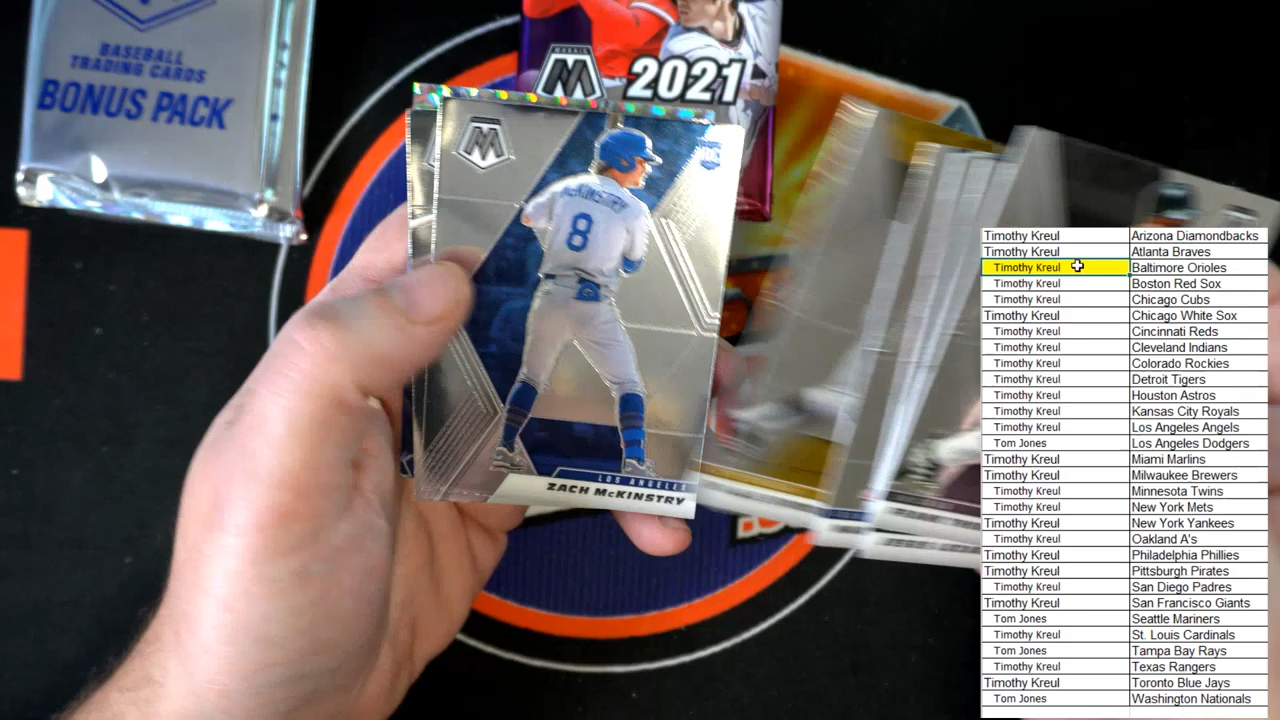 BASEBALL
TRADING CARDS
BONUS PACK
MOSAIC
M 2021
M
McKINSTRY
8
LOS ANGELES
ZACH McKINSTRY
Timothy Kreul Arizona Diamondbacks
Timothy Kreul Atlanta Braves
Timothy Kreul Baltimore Orioles
Timothy Kreul Boston Red Sox
Timothy Kreul Chicago Cubs
Timothy Kreul Chicago White Sox
Timothy Kreul Cincinnati Reds
Timothy Kreul Cleveland Indians
Timothy Kreul Colorado Rockies
Timothy Kreul Detroit Tigers
Timothy Kreul Houston Astros
Timothy Kreul Kansas City Royals
Timothy Kreul Los Angeles Angels
Tom Jones Los Angeles Dodgers
Timothy Kreul Miami Marlins
Timothy Kreul Milwaukee Brewers
Timothy Kreul Minnesota Twins
Timothy Kreul New York Mets
Timothy Kreul New York Yankees
Timothy Kreul Oakland A's
Timothy Kreul Philadelphia Phillies
Timothy Kreul Pittsburgh Pirates
Timothy Kreul San Diego Padres
Timothy Kreul San Francisco Giants
Tom Jones Seattle Mariners
Timothy Kreul St. Louis Cardinals
Tom Jones Tampa Bay Rays
Timothy Kreul Texas Rangers
Timothy Kreul Toronto Blue Jays
Tom Jones Washington Nationals